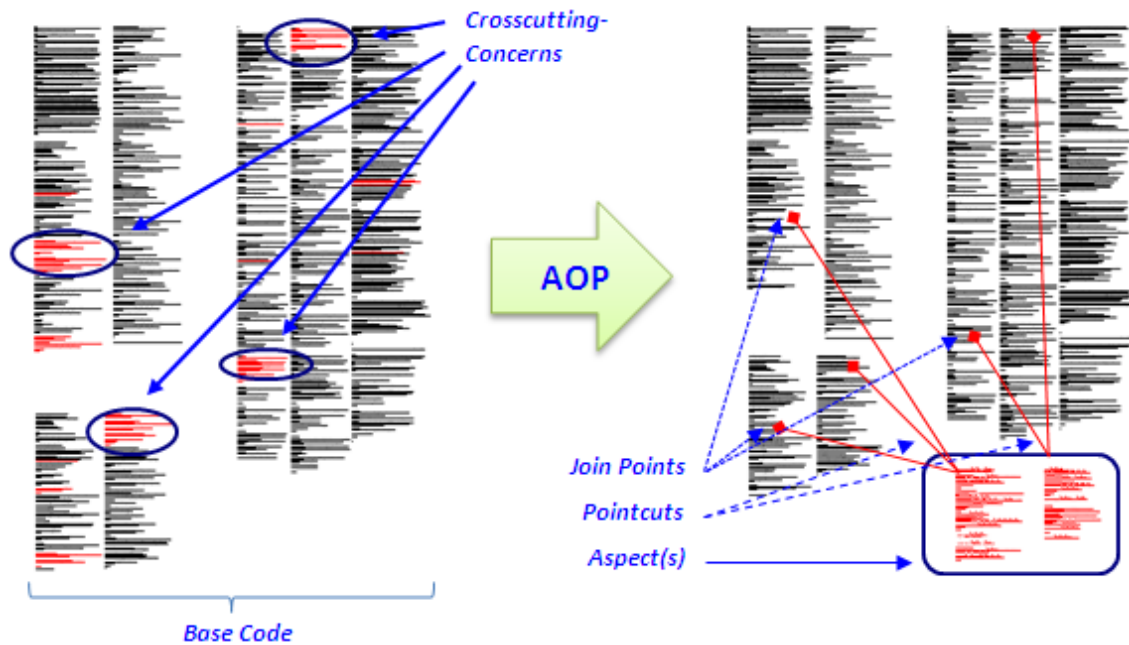 Crosscutting-
Concerns
AOP
Join Points
Pointcuts
Aspect(s)
Base Code